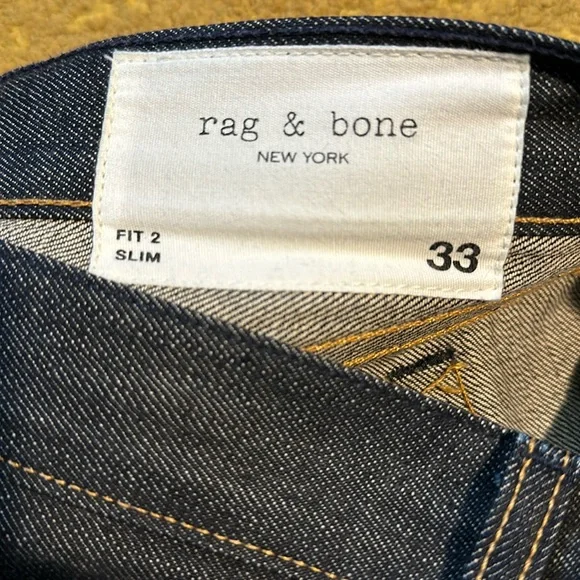 rag & bone
NEW YORK
FIT 2
SLIM
33